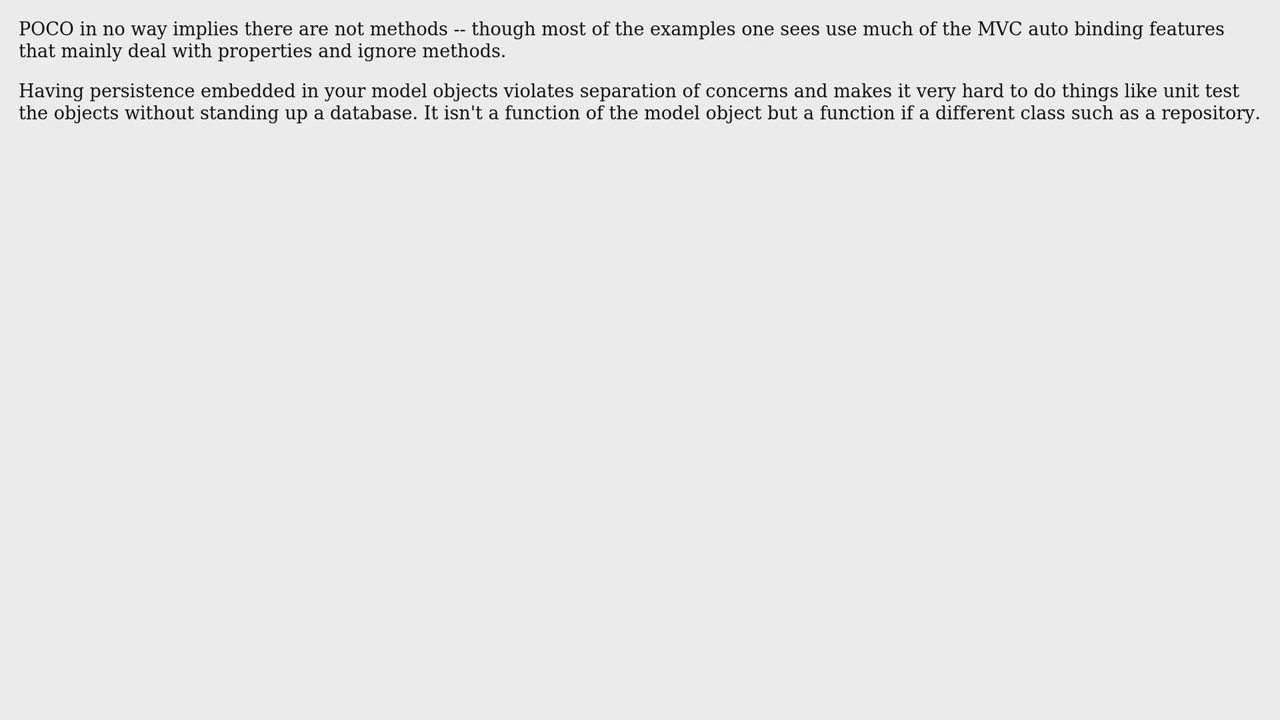 POCO in no way implies there are not methods -- though most of the examples one sees use much of the MVC auto binding features
that mainly deal with properties and ignore methods.
Having persistence embedded in your model objects violates separation of concerns and makes it very hard to do things like unit test
the objects without standing up a database. It isn't a function of the model object but a function if a different class such as a repository.